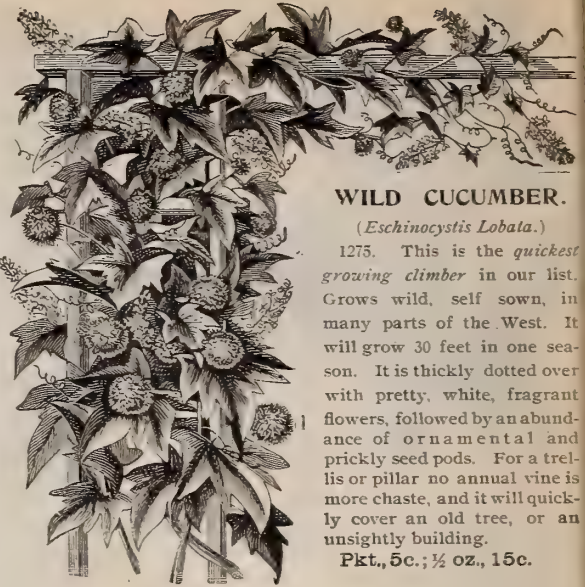 WILD CUCUMBER.
(Eschinocystis Lobata.)
1275. This is the quickest
growing climber in our list.
Grows wild, self sown, in
many parts of the West. It
will grow 30 feet in one sea-
son. It is thickly dotted over
with pretty, white, fragrant
flowers, followed by an abund-
ance of ornamental and
prickly seed pods. For a trel-
lis or pillar no annual vine is
more chaste, and it will quick-
ly cover an old tree, or an
unsightly building.
Pkt., 5c.; ½ oz., 15c.